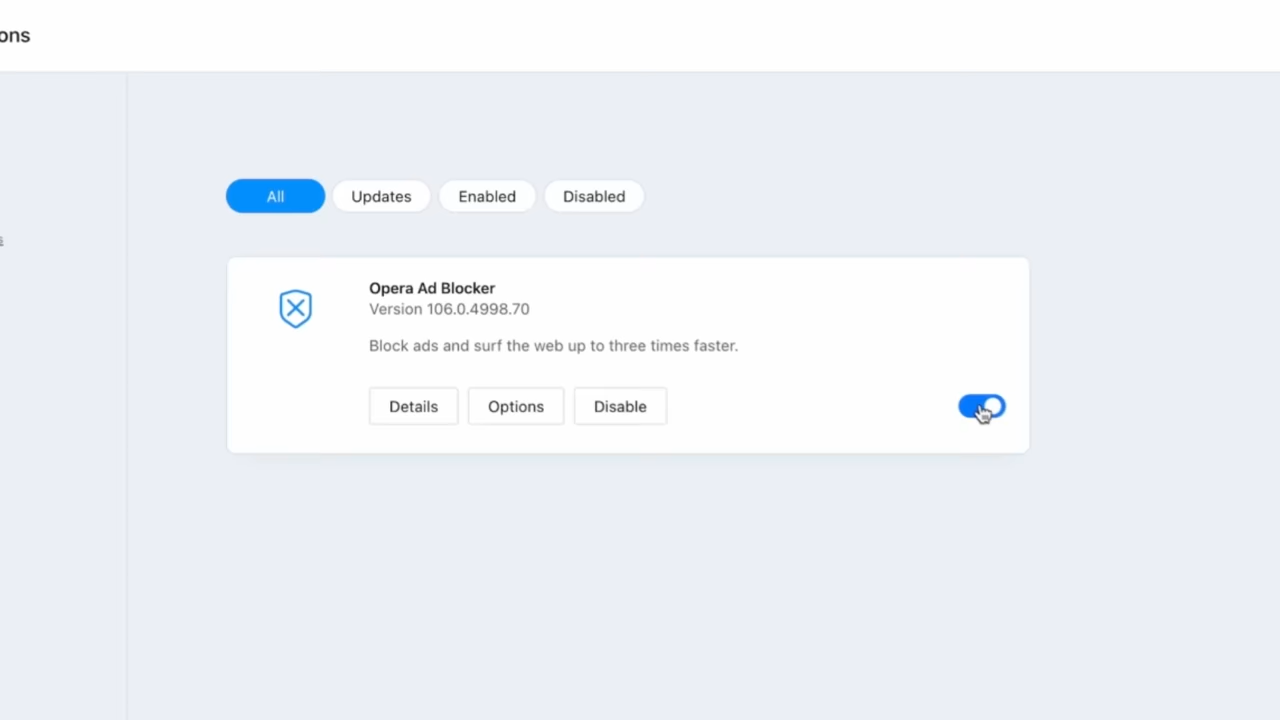 ons
All
Updates
Enabled
Disabled
Opera Ad Blocker
Version 106.0.4998.70
Block ads and surf the web up to three times faster.
Details
Options
Disable